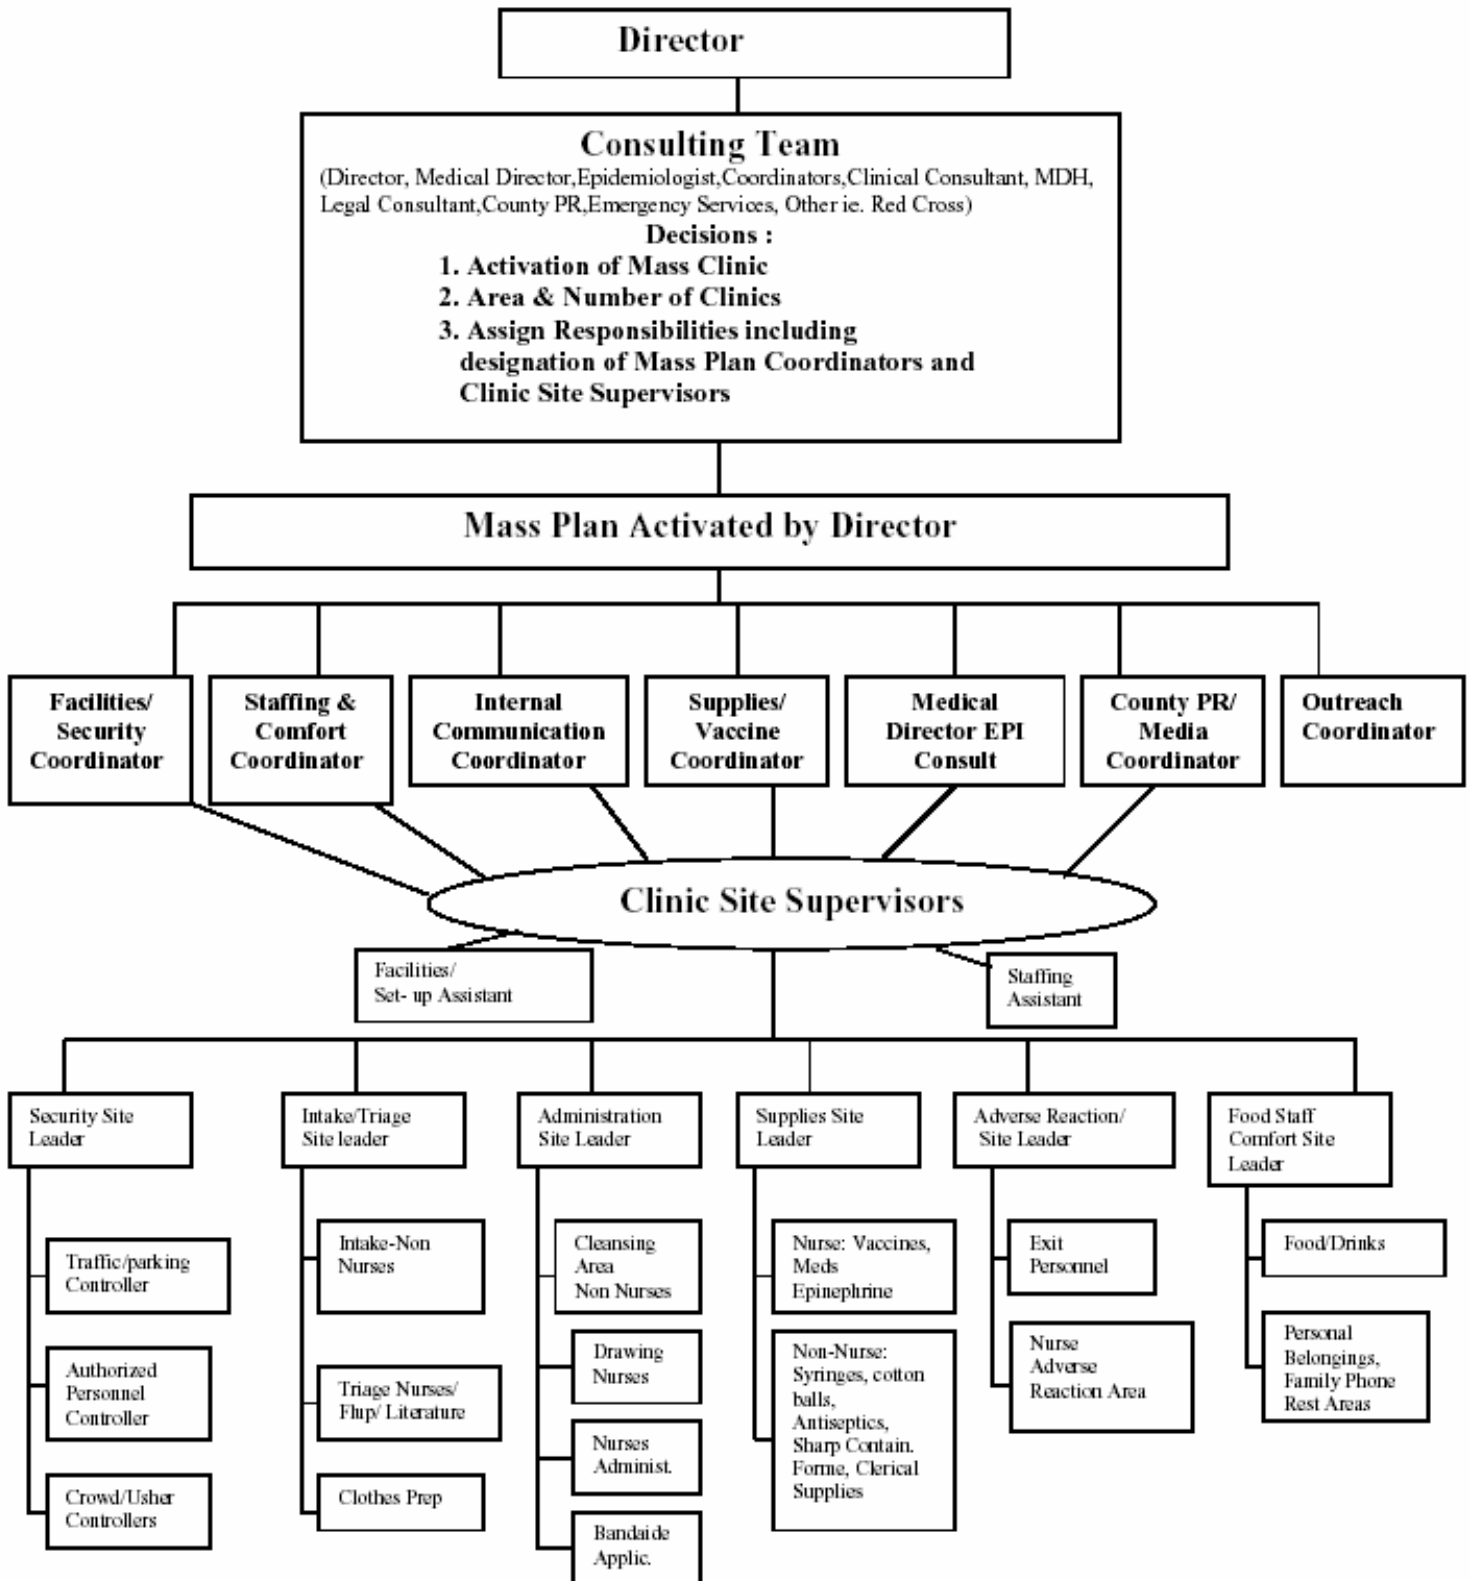 Director
Consulting Team
(Director, Medical Director,Epidemiologist,Coordinators,Clinical Consultant, MDH,
Legal Consultant,County PR,Emergency Services, Other ie. Red Cross)
Decisions :
1. Activation of Mass Clinic
2. Area & Number of Clinics
3. Assign Responsibilities including
designation of Mass Plan Coordinators and
Clinic Site Supervisors
Mass Plan Activated by Director
Facilities/
Security
Coordinator
Staffing &
Comfort
Coordinator
Internal
Communication
Coordinator
Supplies/
Vaccine
Coordinator
Medical
Director EPI
Consult
County PR/
Media
Coordinator
Outreach
Coordinator
Clinic Site Supervisors
Facilities/
Set- up Assistant
Staffing
Assistant
Security Site
Leader
Intake/Triage
Site leader
Administration
Site Leader
Supplies Site
Leader
Adverse Reaction/
Site Leader
Food Staff
Comfort Site
Leader
Traffic/parking
Controller
Authorized
Personnel
Controller
Crowd/Usher
Controllers
Intake-Non
Nurses
Triage Nurses/
Flup/ Literature
Clothes Prep
Cleansing
Area
Non Nurses
Drawing
Nurses
Nurses
Administ.
Bandaide
Applic.
Nurse: Vaccines,
Meds
Epinephrine
Non-Nurse:
Syringes, cotton
balls,
Antiseptics,
Sharp Contain.
Forme, Clerical
Supplies
Exit
Personnel
Nurse
Adverse
Reaction Area
Food/Drinks
Personal
Belongings,
Family Phone
Rest Areas